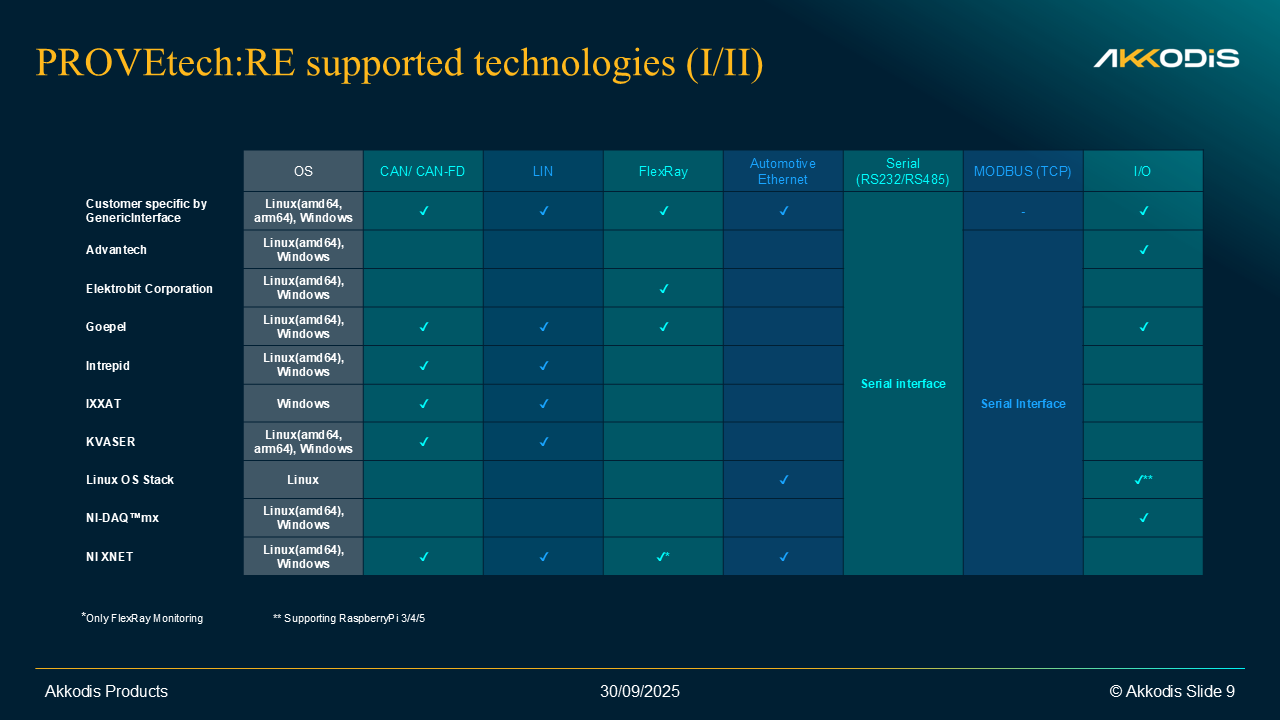 PROVEtech:RE supported technologies (I/II)
AKKODIS
OS
CAN/ CAN-FD
LIN
FlexRay
Automotive
Ethernet
Serial
(RS232/RS485)
MODBUS (TCP)
I/O
Customer specific by
GenericInterface
Linux(amd64,
arm64), Windows
✓
✓
✓
✓
-
✓
Advantech
Linux(amd64),
Windows
✓
Elektrobit Corporation
Linux(amd64),
Windows
✓
Goepel
Linux(amd64),
Windows
✓
✓
✓
✓
Intrepid
Linux(amd64),
Windows
✓
✓
Serial interface
IXXAT
Windows
✓
✓
Serial Interface
KVASER
Linux(amd64,
arm64), Windows
✓
✓
Linux OS Stack
Linux
✓
✓**
NI-DAQ™mx
Linux(amd64),
Windows
✓
NI XNET
Linux(amd64),
Windows
✓
✓
✓*
✓
*Only FlexRay Monitoring
** Supporting RaspberryPi 3/4/5
Akkodis Products
30/09/2025
© Akkodis Slide 9